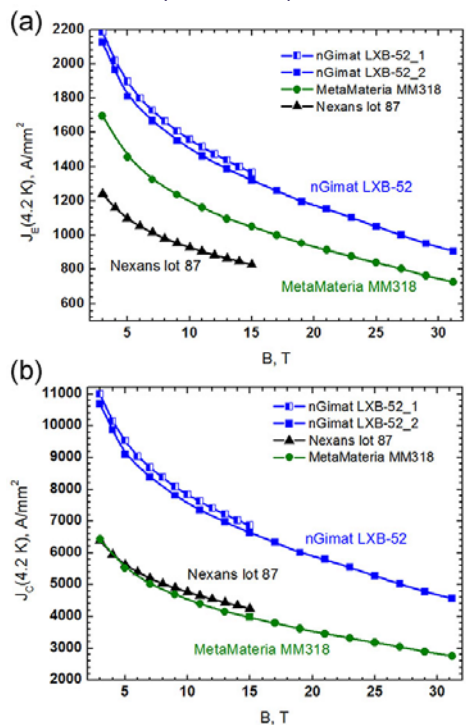 (a)
2200
2000
1800
1600
1400
1200
1000
800
600
J_E(4.2 K), A/mm²
nGimat LXB-52_1
nGimat LXB-52_2
MetaMateria MM318
Nexans lot 87
nGimat LXB-52
Nexans lot 87
MetaMateria MM318
5 10 15 20 25 30
B, T
(b)
11000
10000
9000
8000
7000
6000
5000
4000
3000
2000
J_C(4.2 K), A/mm²
nGimat LXB-52_1
nGimat LXB-52_2
Nexans lot 87
MetaMateria MM318
nGimat LXB-52
Nexans lot 87
MetaMateria MM318
5 10 15 20 25 30
B, T